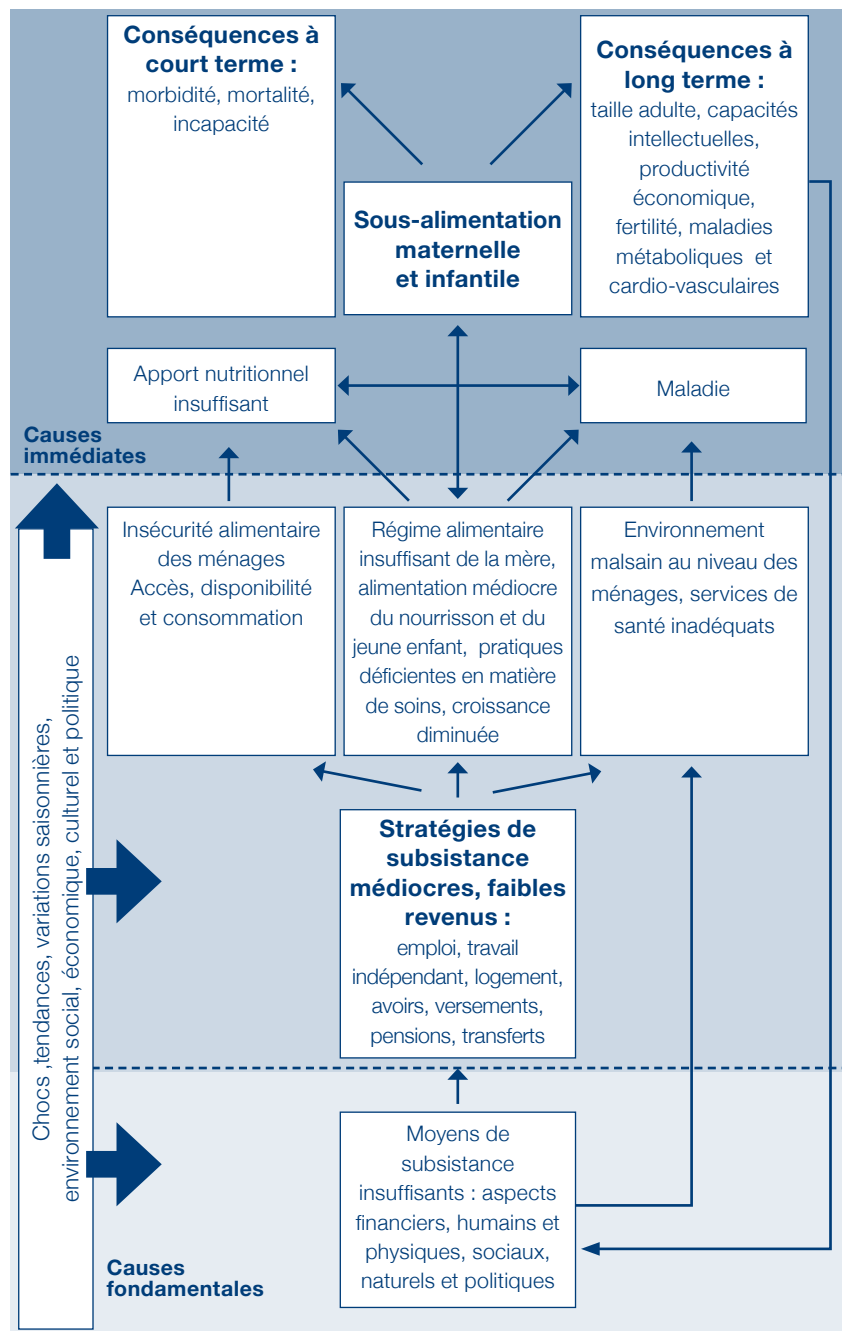 Conséquences à
court terme :
morbidité, mortalité,
incapacité
Conséquences à
long terme :
taille adulte, capacités
intellectuelles,
productivité
économique,
fertilité, maladies
métaboliques et
cardio-vasculaires
Sous-alimentation
maternelle
et infantile
Apport nutritionnel
insuffisant
Maladie
Causes
immédiates
Insécurité alimentaire
des ménages
Accès, disponibilité
et consommation
Régime alimentaire
insuffisant de la mère,
alimentation médiocre
du nourrisson et du
jeune enfant, pratiques
déficientes en matière
de soins, croissance
diminuée
Environnement
malsain au niveau des
ménages, services de
santé inadéquats
Chocs ,tendances, variations saisonnières,
environnement social, économique, culturel et politique
Stratégies de
subsistance
médiocres, faibles
revenus :
emploi, travail
indépendant, logement,
avoirs, versements,
pensions, transferts
Moyens de
subsistance
insuffisants : aspects
financiers, humains et
physiques, sociaux,
naturels et politiques
Causes
fondamentales